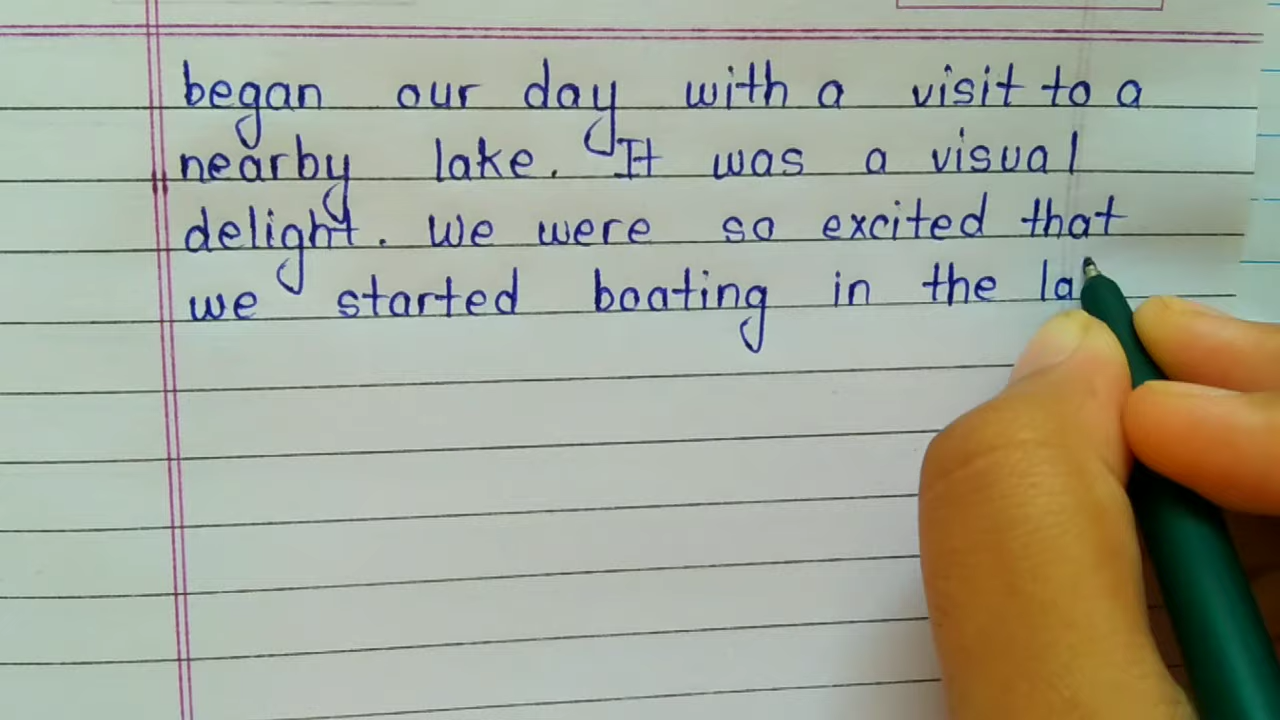 began our day with a visit to a
nearby lake. It was a visual
delight. We were so excited that
we started boating in the la